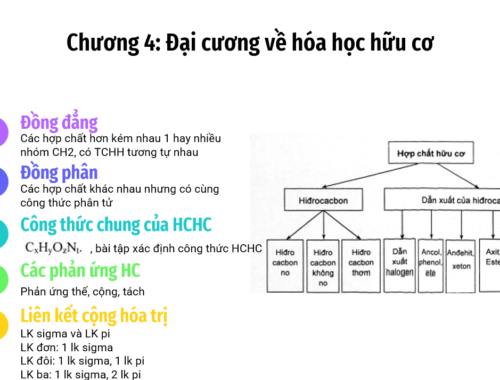 Chương 4: Đại cương về hóa học hữu cơ
Đồng đẳng
Các hợp chất hơn kém nhau 1 hay nhiều
nhóm CH2, có TCHH tương tự nhau
Đồng phân
Các hợp chất khác nhau nhưng có cùng
công thức phân tử
Công thức chung của HCHC
CxHyOzNt. , bài tập xác định công thức HCHC
Các phản ứng HC
Phản ứng thế, cộng, tách
Liên kết cộng hóa trị
LK sigma và LK pi
LK đơn: 1 lk sigma
LK đôi: 1 lk sigma, 1 lk pi
LK ba: 1 lk sigma, 2 lk pi
Hợp chất hữu cơ
Hiđrocacbon
Dẫn xuất của hiđroca
Hiđro
cacbon
no
Hiđro
cacbon
không
no
Hiđro
cacbon
thơm
Dẫn
xuất
halogen
Ancol,
phenol,
ete
Anđehit,
xeton
Axit,
Este